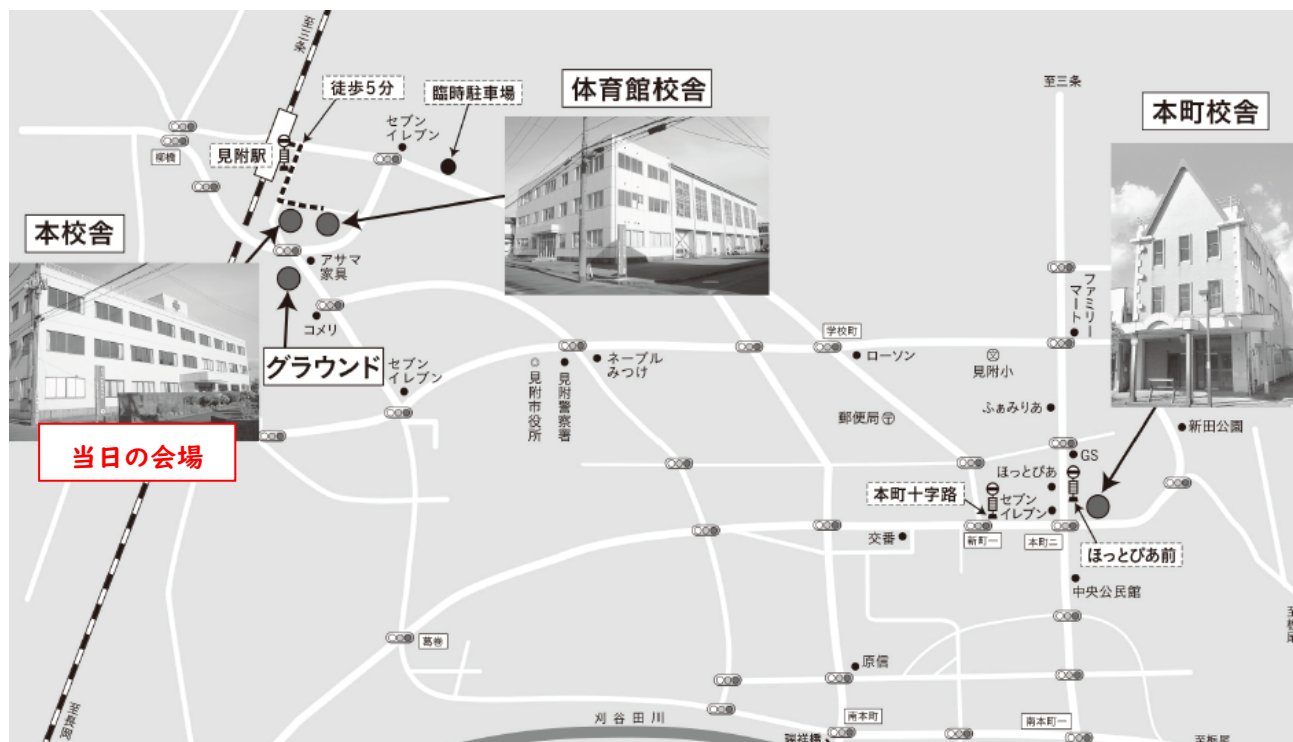 至三条
徒歩5分
臨時駐車場
体育館校舎
至三条
本町校舎
セブン
イレブン
柳橋
見附駅
本校舎
アサマ
家具
コメリ
グラウンド
セブン
イレブン
見附市役所
見附警察署
ネーブル
みつけ
学校町
ローソン
見附小
ファミリー
マート
ふぁみりあ
郵便局
新田公園
当日の会場
GS
ほっとぴあ
セブン
イレブン
本町十字路
交番
新町一
本町二
ほっとぴあ前
中央公民館
葛巻
原信
刈谷田川
南本町
南本町一
至長岡